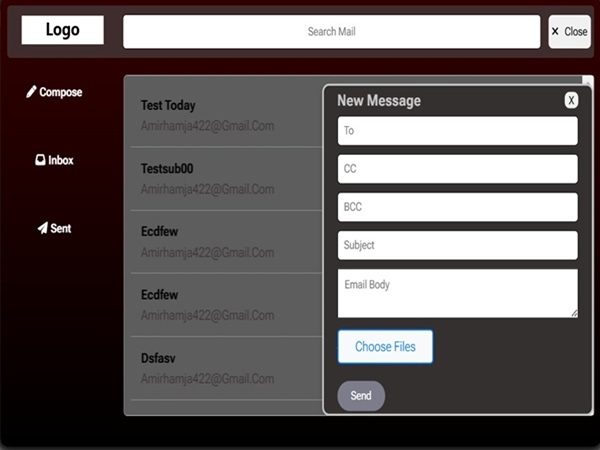 Logo
Search Mail
× Close
Compose
Inbox
Sent
Test Today
Amirhamja422@Gmail.Com
Testsub00
Amirhamja422@Gmail.Com
Ecdfew
Amirhamja422@Gmail.Com
Ecdfew
Amirhamja422@Gmail.Com
Dsfasv
Amirhamja422@Gmail.Com
New Message
X
To
CC
BCC
Subject
Email Body
Choose Files
Send